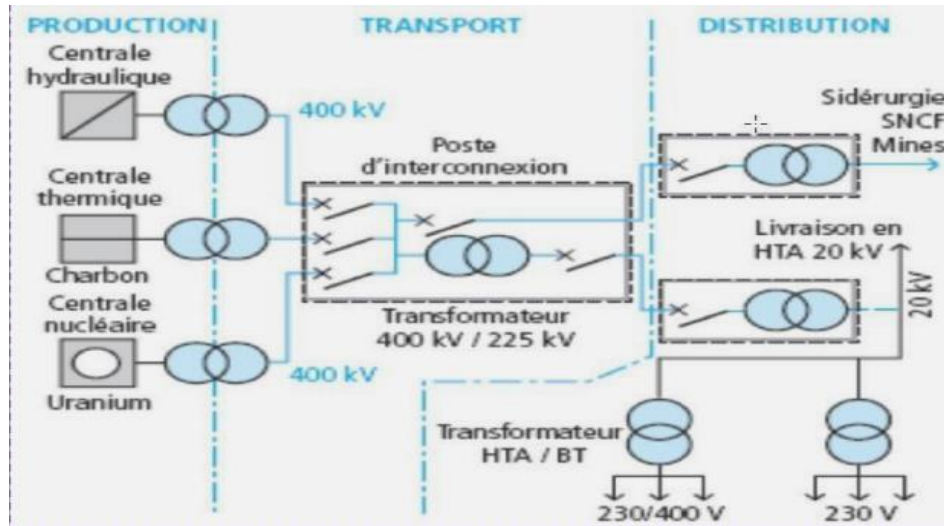 PRODUCTION
TRANSPORT
DISTRIBUTION
Centrale
hydraulique
400 kV
Sidérurgie
SNCF
Mines
Poste
d'interconnexion
Centrale
thermique
Charbon
Livraison en
HTA 20 kV
20 kV
Centrale
nucléaire
Uranium
Transformateur
400 kV / 225 kV
400 kV
Transformateur
HTA / BT
230/400 V
230 V